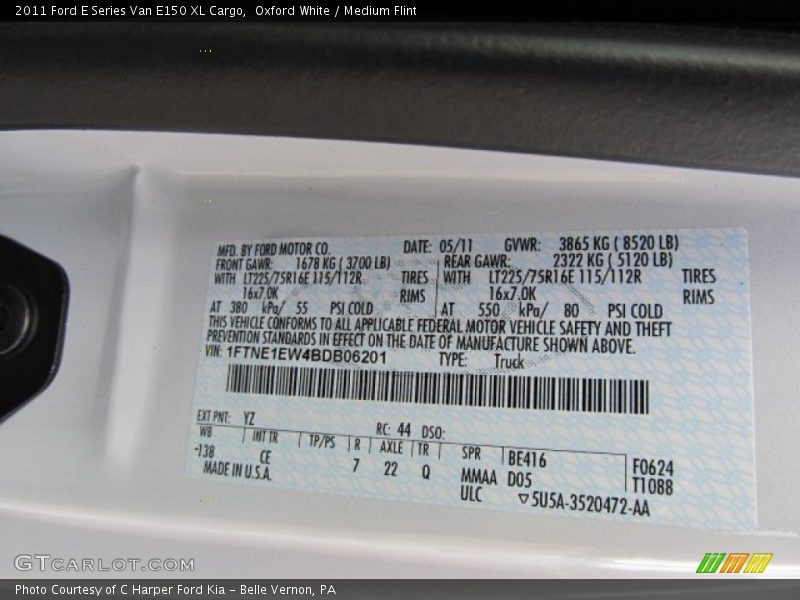 2011 Ford E Series Van E150 XL Cargo,  Oxford White / Medium Flint
MFD. BY FORD MOTOR CO. DATE: 05/11 GVWR: 3865 KG ( 8520 LB)
FRONT GAWR: 1678 KG ( 3700 LB) REAR GAWR: 2322 KG ( 5120 LB)
WITH LT225/75R16E 115/112R TIRES WITH LT225/75R16E 115/112R TIRES
16x7.0K RIMS 16x7.0K RIMS
AT 380 kPa/ 55 PSI COLD AT 550 kPa/ 80 PSI COLD
THIS VEHICLE CONFORMS TO ALL APPLICABLE FEDERAL MOTOR VEHICLE SAFETY AND THEFT
PREVENTION STANDARDS IN EFFECT ON THE DATE OF MANUFACTURE SHOWN ABOVE.
VIN: 1FTNE1EW4BDB06201 TYPE: Truck
EXT PNT: YZ RC: 44 DSO:
WB INT TR TP/PS R AXLE TR SPR BE416 F0624
-138 CE 7 22 Q MMAA D05 T1088
MADE IN U.S.A. ULC ▽5U5A-3520472-AA
GTCARLOT.COM
Photo Courtesy of C Harper Ford Kia – Belle Vernon, PA